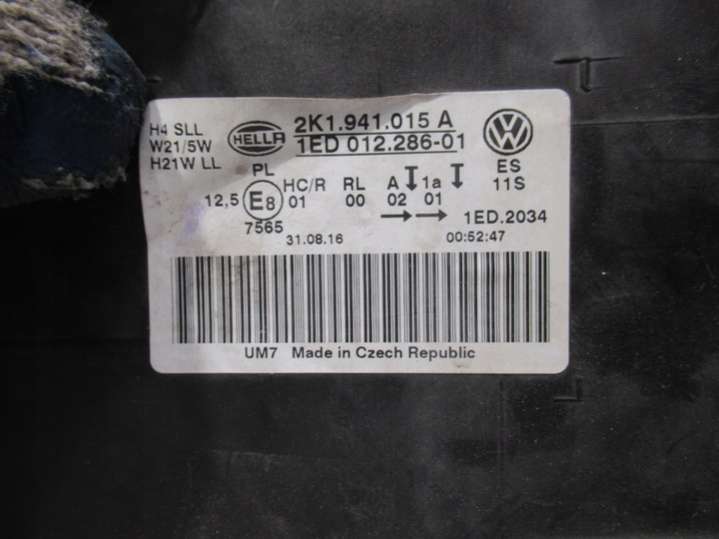 H4 SLL
W21/5W
H21W LL
HELLA
2K1.941.015 A
1ED 012.286-01
PL
ES
11S
HC/R RL A 1a
12,5 E8 01 00 02 01
7565
1ED.2034
31.08.16 00:52:47
UM7 Made in Czech Republic